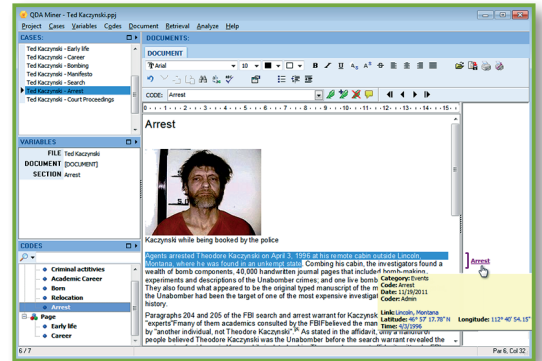 QDA Miner - Ted Kaczynski.ppj
Project Cases Variables Codes Document Retrieval Analyze Help
CASES:
Ted Kaczynski - Early life
Ted Kaczynski - Career
Ted Kaczynski - Bombing
Ted Kaczynski - Manifesto
Ted Kaczynski - Search
Ted Kaczynski - Arrest
Ted Kaczynski - Court Proceedings
VARIABLES
FILE Ted Kaczynski
DOCUMENT [DOCUMENT]
SECTION Arrest
CODES
Criminal actitivies
Academic Career
Born
Relocation
Arrest
Page
Early life
Career
6 / 7
DOCUMENTS:
DOCUMENT
Arial 10
CODE: Arrest
Arrest
Kaczynski while being booked by the police
Agents arrested Theodore Kaczynski on April 3, 1996 at his remote cabin outside Lincoln,
Montana, where he was found in an unkempt state. Combing his cabin, the investigators found a
wealth of bomb components, 40,000 handwritten journal pages that included bomb-making
experiments and descriptions of the Unabomber crimes; and one live bomb
They also found what appeared to be the original typed manuscript of the
the Unabomber had been the target of one of the most expensive investigat
history.
Paragraphs 204 and 205 of the FBI search and arrest warrant for Kaczynsk
"experts"Fmany of them academics consulted by the FBIFbelieved the man
by "another individual, not Theodore Kaczynski". As stated in the affidavit, only a
people believed Theodore Kaczynski was the Unabomber before the search warrant revealed the
Arrest
Category: Events
Code: Arrest
Date: 11/19/2011
Coder: Admin
Link: Lincoln, Montana
Latitude: 46° 57' 17.78" N Longitude: 112° 40' 54.15"
Time: 4/3/1996
Par 6, Col 32